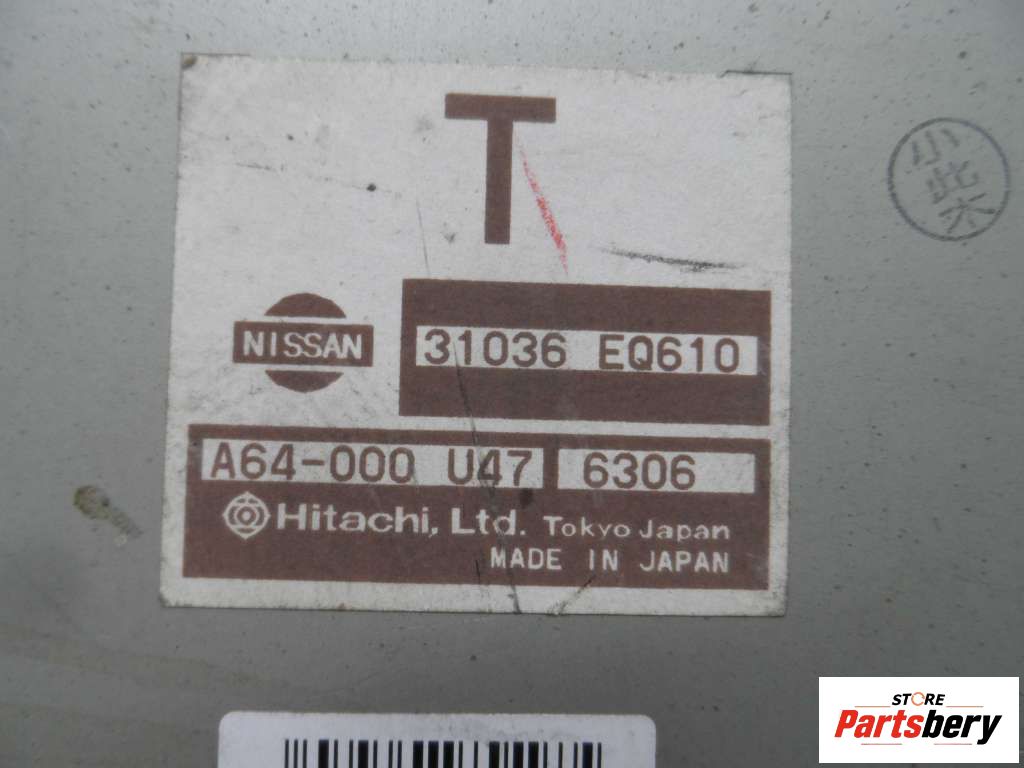 T
NISSAN
31036 EQ610
A64-000 U47 6306
Hitachi, Ltd. Tokyo Japan
MADE IN JAPAN
小
此
木
STORE
Partsbery